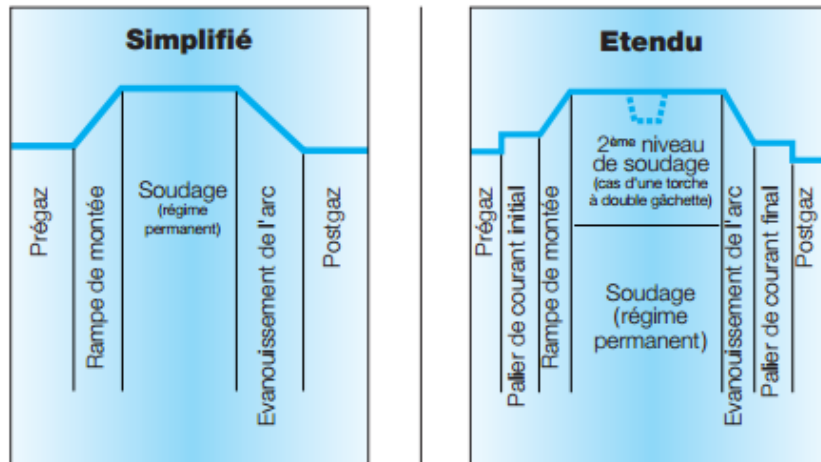 Simplifié
Prégaz
Rampe de montée
Soudage
(régime
permanent)
Evanouissement de l'arc
Postgaz
Etendu
Prégaz
Palier de courant initial
Rampe de montée
2ème niveau
de soudage
(cas d'une torche
à double gâchette)
Soudage
(régime
permanent)
Evanouissement de l'arc
Palier de courant final
Postgaz